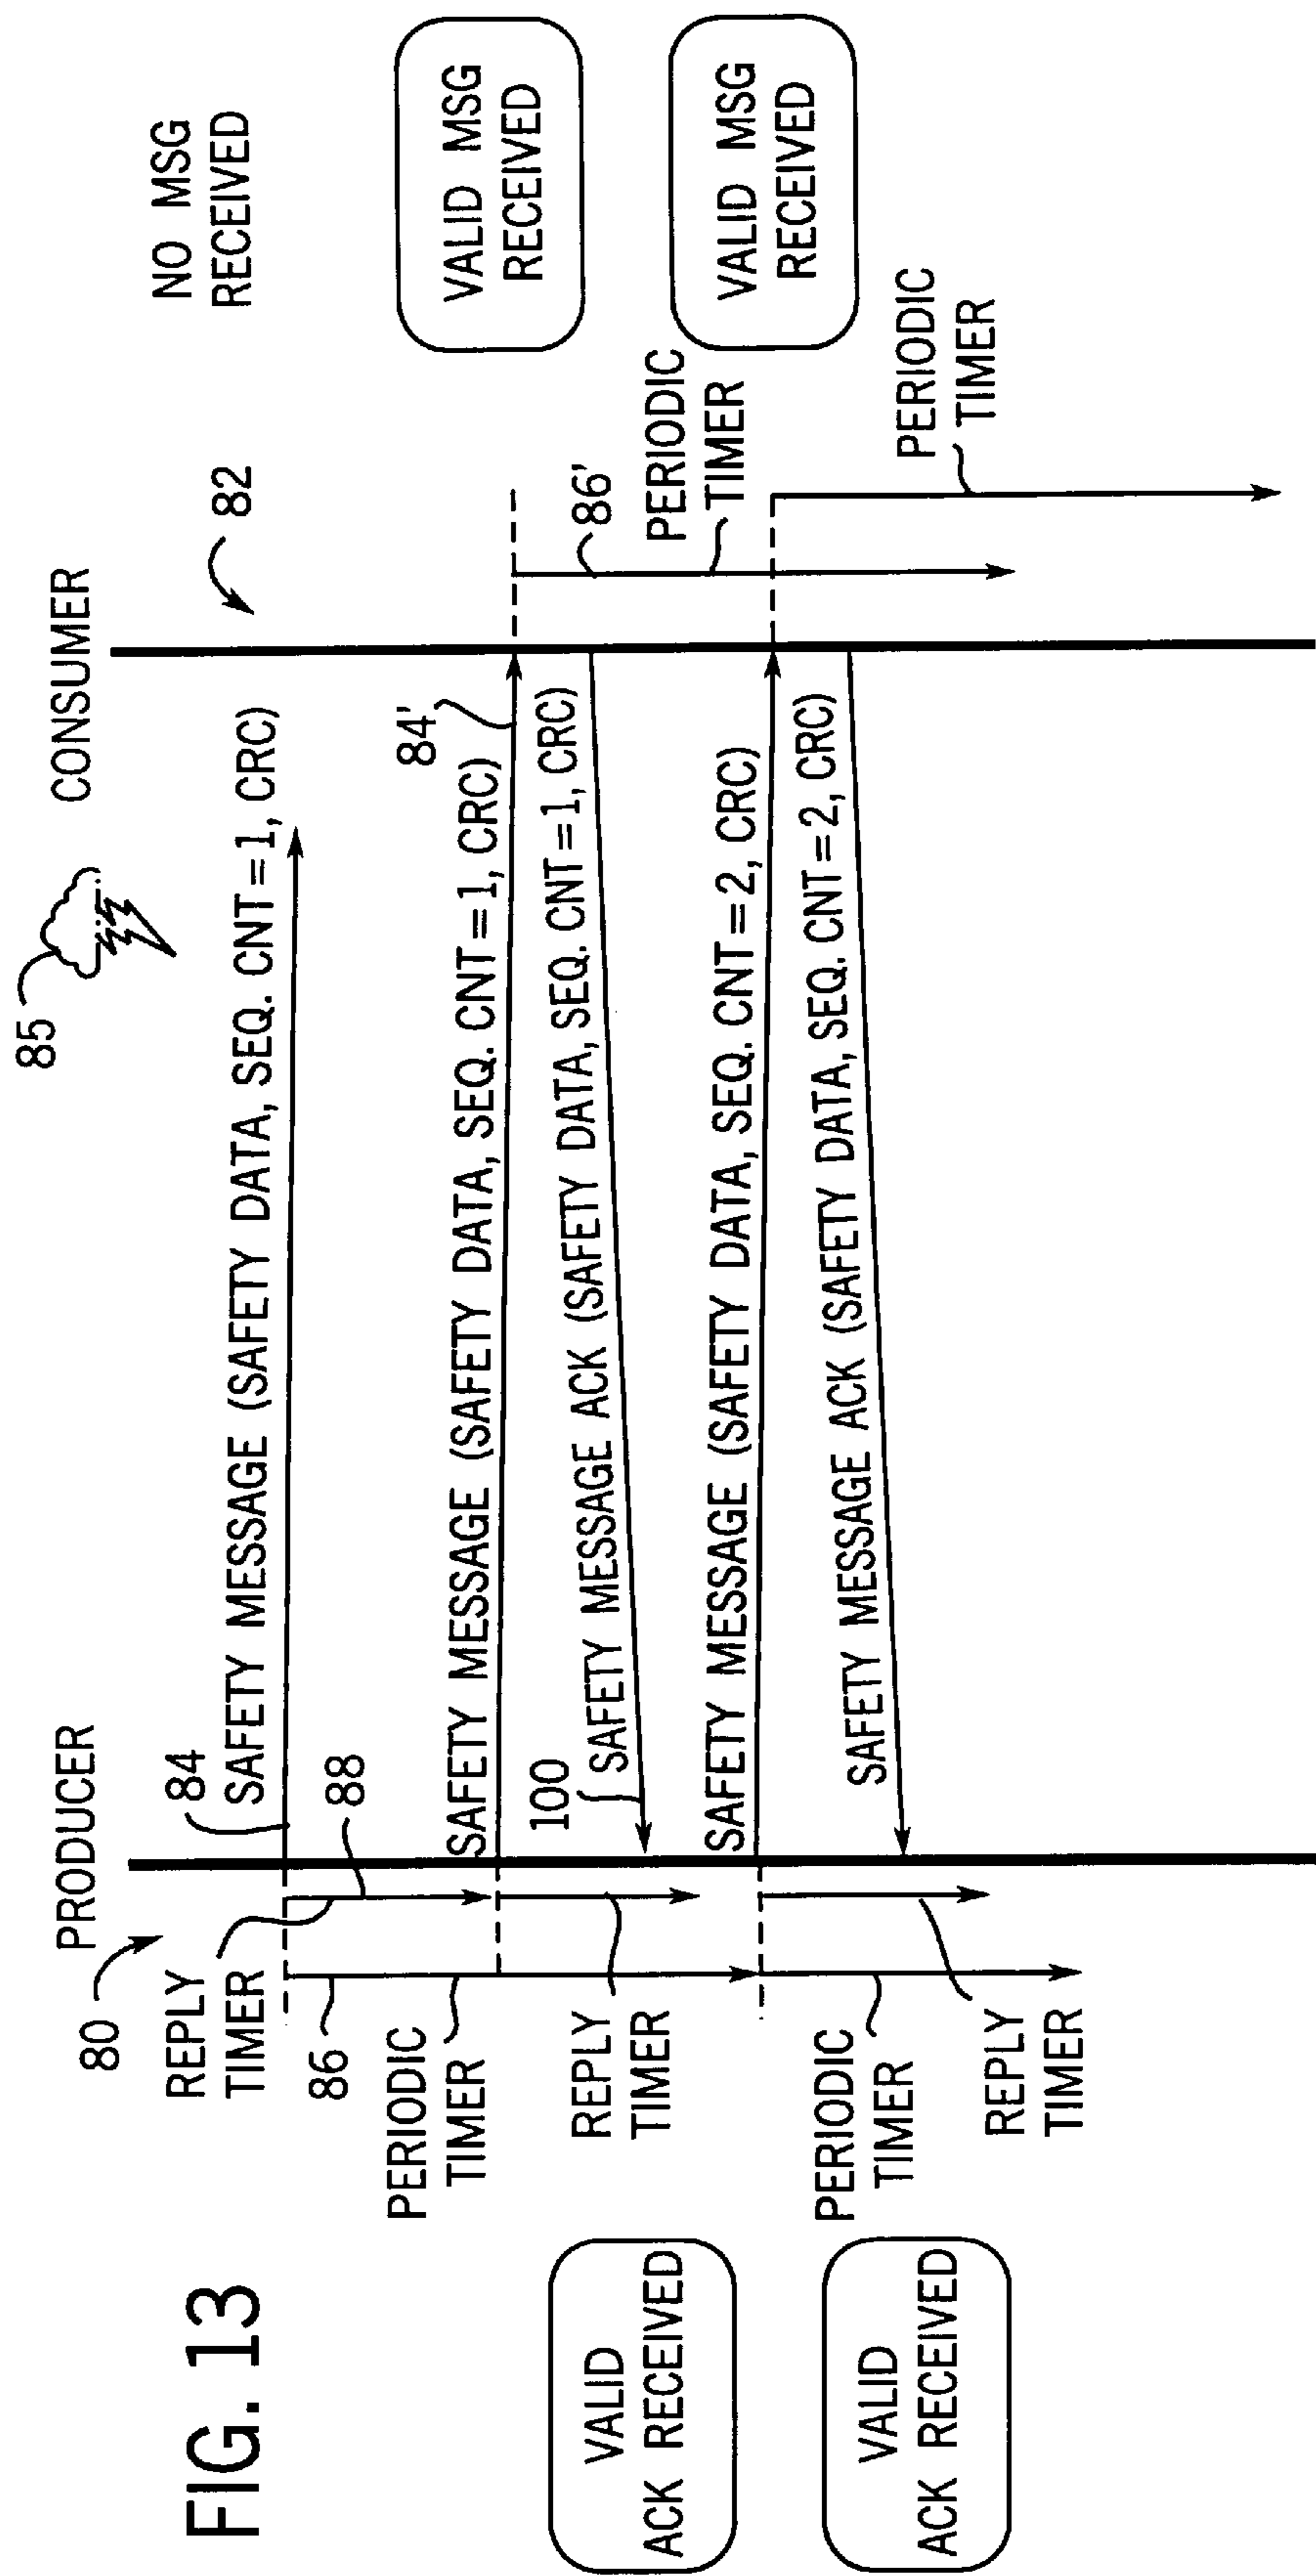 FIG. 13
85
PRODUCER
CONSUMER
80
82
NO MSG
RECEIVED
84
SAFETY MESSAGE (SAFETY DATA, SEQ. CNT=1, CRC)
REPLY
TIMER
88
86
PERIODIC
TIMER
84'
SAFETY MESSAGE (SAFETY DATA, SEQ. CNT=1, CRC)
VALID MSG
RECEIVED
86'
PERIODIC
TIMER
VALID
ACK RECEIVED
REPLY
TIMER
100
SAFETY MESSAGE ACK (SAFETY DATA, SEQ. CNT=1, CRC)
SAFETY MESSAGE (SAFETY DATA, SEQ. CNT=2, CRC)
VALID MSG
RECEIVED
PERIODIC
TIMER
VALID
ACK RECEIVED
PERIODIC
TIMER
REPLY
TIMER
SAFETY MESSAGE ACK (SAFETY DATA, SEQ. CNT=2, CRC)